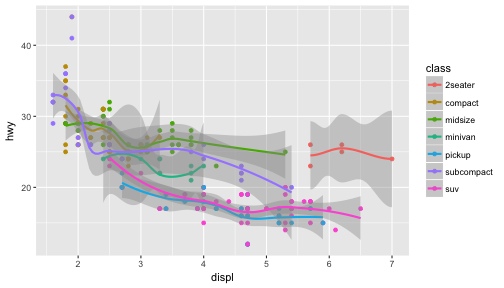 40
30
20
hwy
2
3
4
5
6
7
displ
class
2seater
compact
midsize
minivan
pickup
subcompact
suv